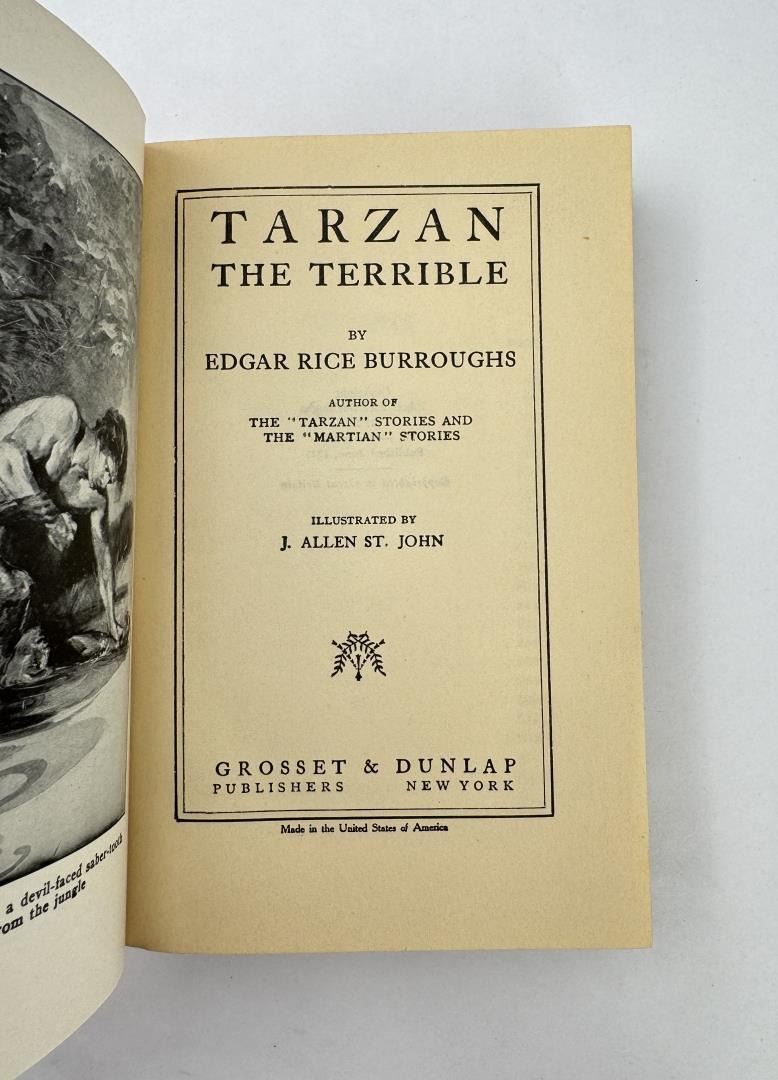 a devil-faced saber-tooth
from the jungle
TARZAN
THE TERRIBLE
BY
EDGAR RICE BURROUGHS
AUTHOR OF
THE "TARZAN" STORIES AND
THE "MARTIAN" STORIES
ILLUSTRATED BY
J. ALLEN ST. JOHN
GROSSET & DUNLAP
PUBLISHERS NEW YORK
Made in the United States of America